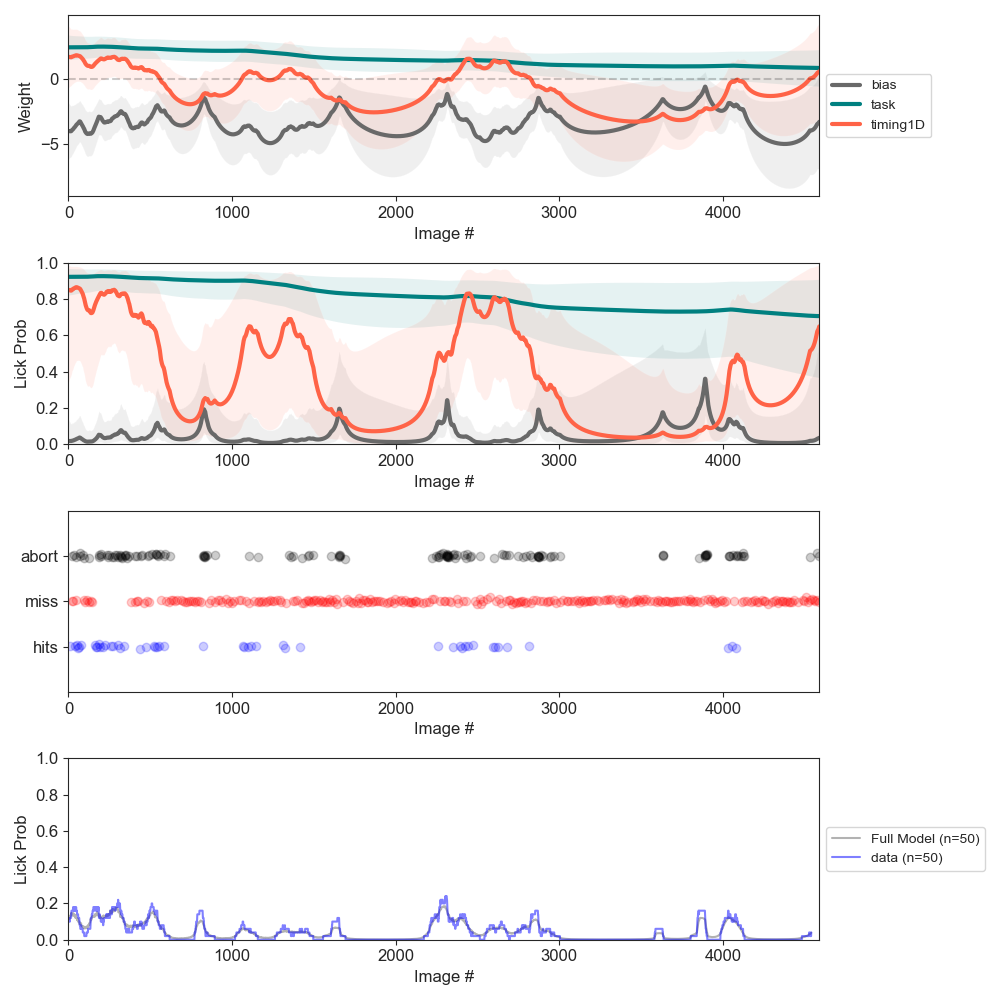 Weight
0
−5
0 1000 2000 3000 4000
Image #
bias
task
timing1D
Lick Prob
1.0
0.8
0.6
0.4
0.2
0.0
0 1000 2000 3000 4000
Image #
abort
miss
hits
0 1000 2000 3000 4000
Image #
Lick Prob
1.0
0.8
0.6
0.4
0.2
0.0
0 1000 2000 3000 4000
Image #
Full Model (n=50)
data (n=50)